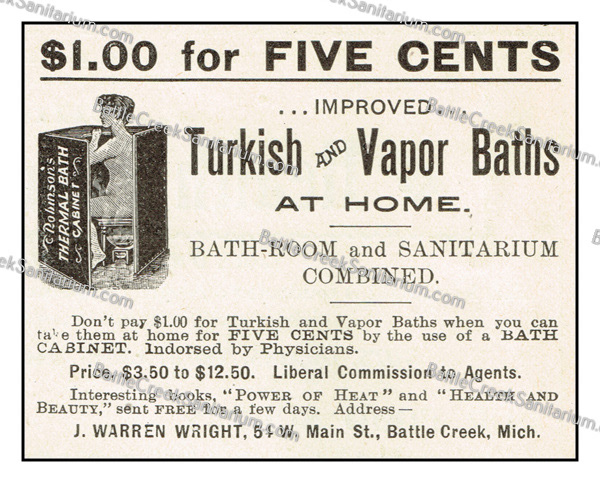 $1.00 for FIVE CENTS
...IMPROVED...
Turkish AND Vapor Baths
AT HOME.
Robinson's
THERMAL BATH
CABINET
BATH-ROOM and SANITARIUM
COMBINED.
Don't pay $1.00 for Turkish and Vapor Baths when you can
take them at home for FIVE CENTS by the use of a BATH
CABINET. Indorsed by Physicians.
Price, $3.50 to $12.50. Liberal Commission to Agents.
Interesting books, "POWER OF HEAT" and "HEALTH AND
BEAUTY," sent FREE for a few days. Address—
J. WARREN WRIGHT, 54 W. Main St., Battle Creek, Mich.
BattleCreekSanitarium.com